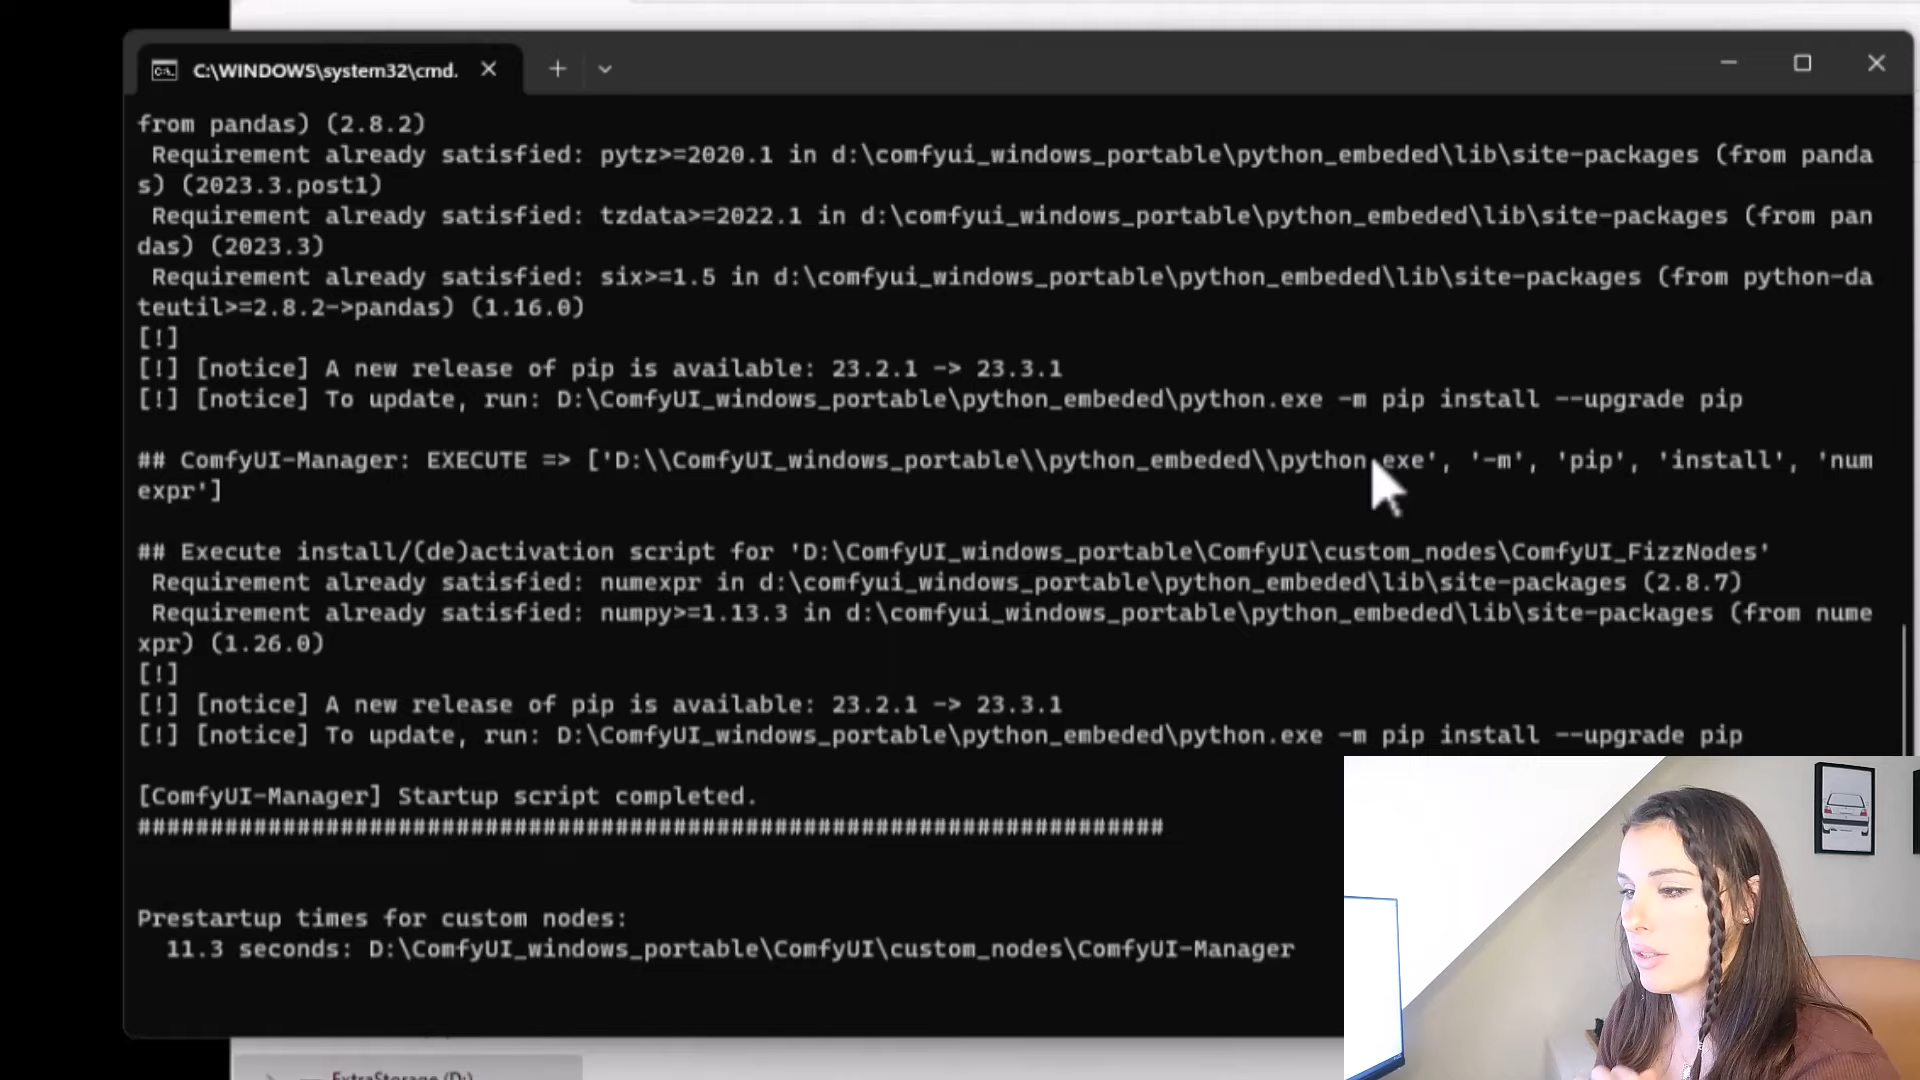 C:\WINDOWS\system32\cmd.
from pandas) (2.8.2)
Requirement already satisfied: pytz>=2020.1 in d:\comfyui_windows_portable\python_embeded\lib\site-packages (from panda
s) (2023.3.post1)
Requirement already satisfied: tzdata>=2022.1 in d:\comfyui_windows_portable\python_embeded\lib\site-packages (from pan
das) (2023.3)
Requirement already satisfied: six>=1.5 in d:\comfyui_windows_portable\python_embeded\lib\site-packages (from python-da
teutil>=2.8.2->pandas) (1.16.0)
[!]
[!] [notice] A new release of pip is available: 23.2.1 -> 23.3.1
[!] [notice] To update, run: D:\ComfyUI_windows_portable\python_embeded\python.exe -m pip install --upgrade pip
## ComfyUI-Manager: EXECUTE => ['D:\\ComfyUI_windows_portable\\python_embeded\\python.exe', '-m', 'pip', 'install', 'num
expr']
## Execute install/(de)activation script for 'D:\ComfyUI_windows_portable\ComfyUI\custom_nodes\ComfyUI_FizzNodes'
Requirement already satisfied: numexpr in d:\comfyui_windows_portable\python_embeded\lib\site-packages (2.8.7)
Requirement already satisfied: numpy>=1.13.3 in d:\comfyui_windows_portable\python_embeded\lib\site-packages (from nume
xpr) (1.26.0)
[!]
[!] [notice] A new release of pip is available: 23.2.1 -> 23.3.1
[!] [notice] To update, run: D:\ComfyUI_windows_portable\python_embeded\python.exe -m pip install --upgrade pip
[ComfyUI-Manager] Startup script completed.
#######################################################################
Prestartup times for custom nodes:
11.3 seconds: D:\ComfyUI_windows_portable\ComfyUI\custom_nodes\ComfyUI-Manager
ExtraStorage (D:)